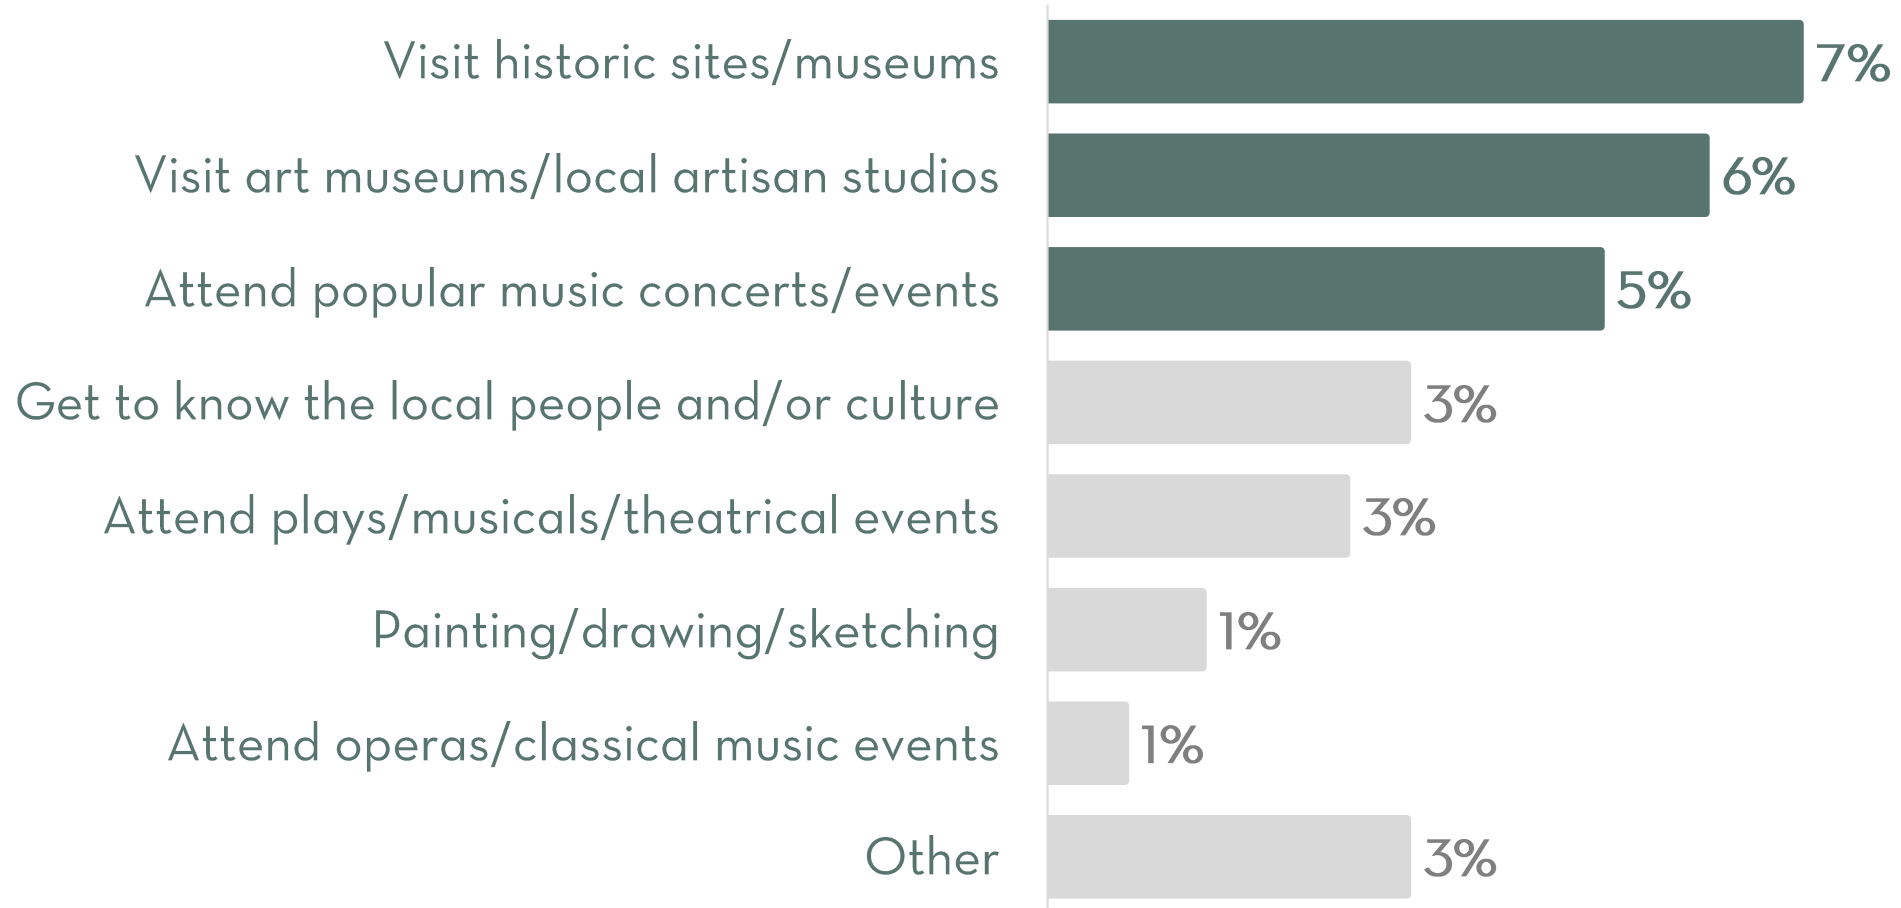 Visit historic sites/museums 7%
Visit art museums/local artisan studios 6%
Attend popular music concerts/events 5%
Get to know the local people and/or culture 3%
Attend plays/musicals/theatrical events 3%
Painting/drawing/sketching 1%
Attend operas/classical music events 1%
Other 3%